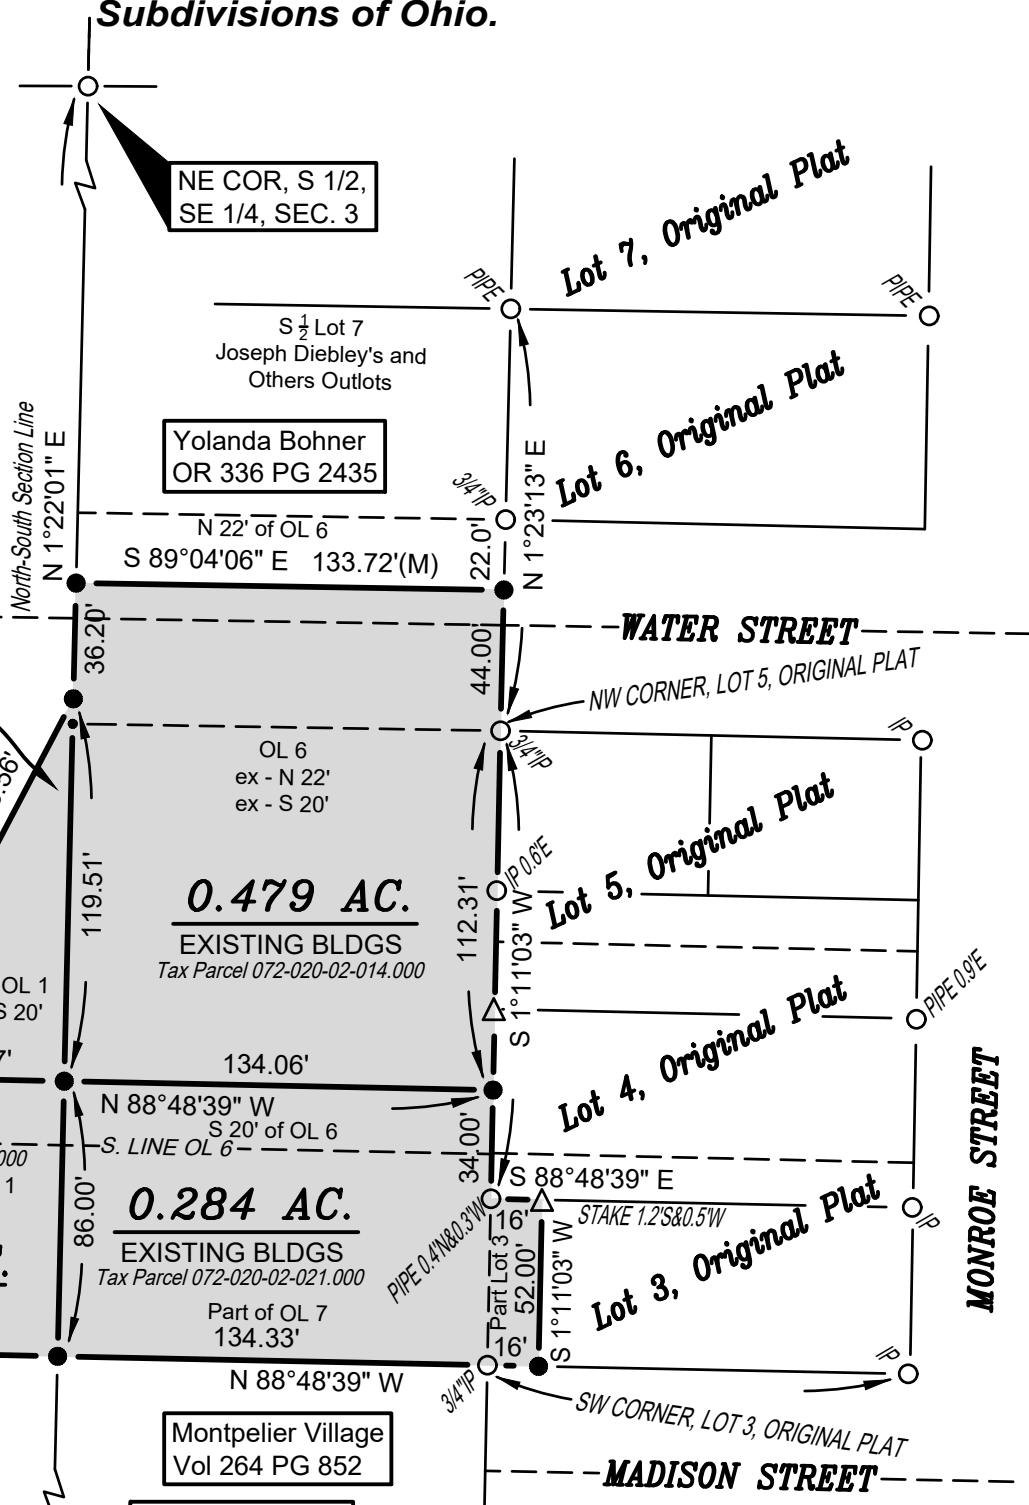 Subdivisions of Ohio.
NE COR, S 1/2,
SE 1/4, SEC. 3
Lot 7, Original Plat
PIPE
PIPE
S 1/2 Lot 7
Joseph Diebley's and
Others Outlots
Lot 6, Original Plat
North-South Section Line
N 1°22'01" E
Yolanda Bohner
OR 336 PG 2435
3/4"IP
N 1°23'13" E
N 22' of OL 6
22.0'
S 89°04'06" E 133.72'(M)
36.20'
44.00'
WATER STREET
NW CORNER, LOT 5, ORIGINAL PLAT
3/4"IP
IP
OL 6
ex - N 22'
ex - S 20'
Lot 5, Original Plat
119.51'
0.479 AC.
EXISTING BLDGS
Tax Parcel 072-020-02-014.000
112.31'
IP 0.6'E
S 1°11'03" W
OL 1
S 20'
PIPE 0.9'E
Lot 4, Original Plat
134.06'
N 88°48'39" W
S 20' of OL 6
S. LINE OL 6
34.00'
MONROE STREET
000
1
86.00'
0.284 AC.
EXISTING BLDGS
Tax Parcel 072-020-02-021.000
S 88°48'39" E
STAKE 1.2'S&0.5'W
PIPE 0.4'N&0.3'W
16'
Part Lot 3
52.00'
S 1°11'03" W
IP
Lot 3, Original Plat
Part of OL 7
134.33'
16'
N 88°48'39" W
3/4"IP
IP
SW CORNER, LOT 3, ORIGINAL PLAT
Montpelier Village
Vol 264 PG 852
MADISON STREET